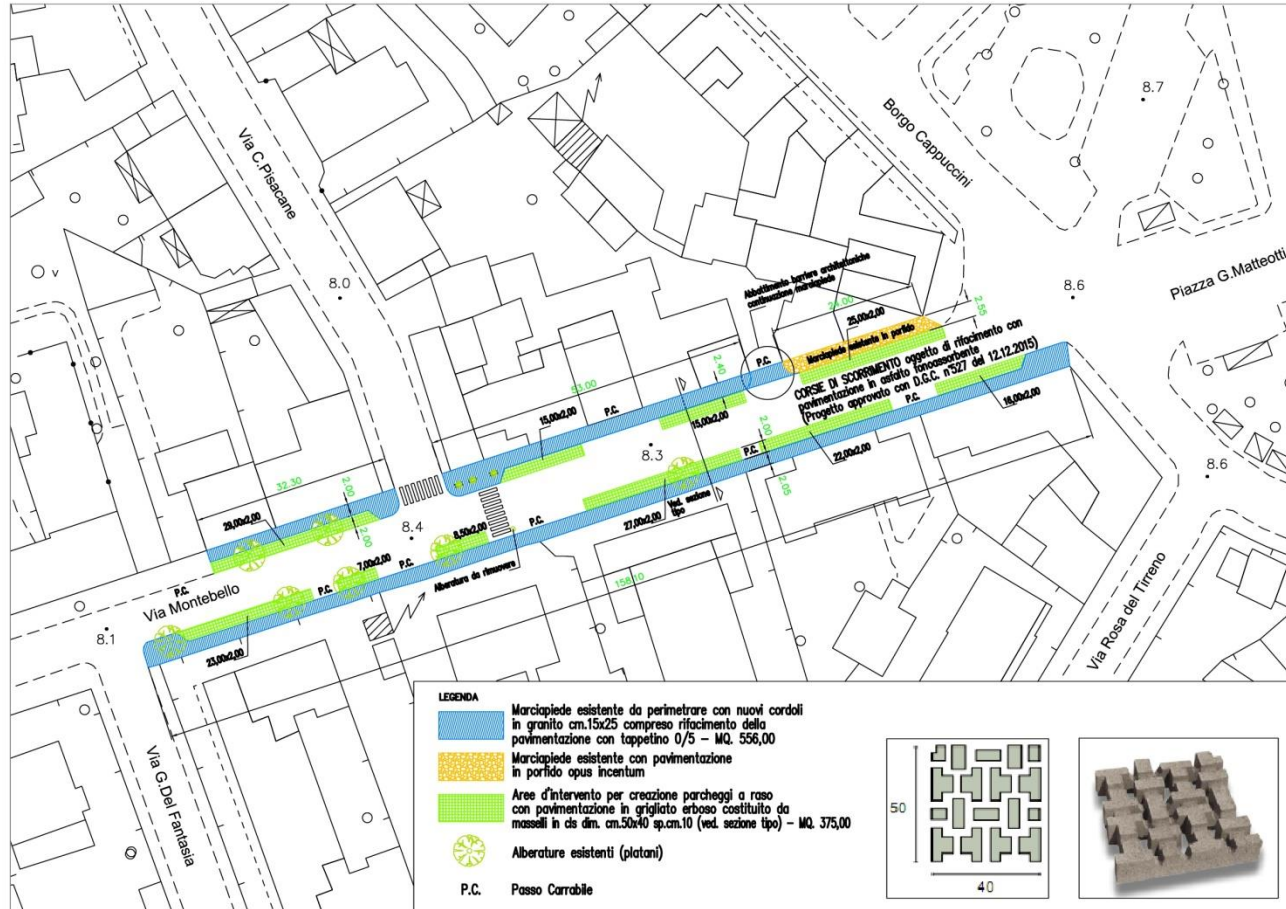 Via C.Pisacane
Borgo Cappuccini
8.7
8.0
8.6
Piazza G.Matteotti
V
Abbattimento barriere architettoniche
continuazione marciapiede
24.00
25,00x2,00
2.55
P.C.
Marciapiede esistente in porfido
CORSIE DI SCORRIMENTO oggetto di rifacimento con
pavimentazione in asfalto fonoassorbente
(Progetto approvato con D.G.C. n°527 del 12.12.2015)
53.00
2.40
15,00x2,00
P.C.
15,00x2,00
8.3
P.C.
18,00x2,00
8.6
2.00
P.C.
22,00x2,00
2.05
32.30
2.00
28,00x2,00
2.00
8.4
8,50x2,00
P.C.
27,00x2,00
Ved. sezione
tipo
7,00x2,00
P.C.
P.C.
Alberatura da rimuovere
158.10
P.C.
Via Montebello
8.1
23,00x2,00
Via Rosa del Tirreno
Via G.Del Fantasia
LEGENDA
Marciapiede esistente da perimetrare con nuovi cordoli
in granito cm.15x25 compreso rifacimento della
pavimentazione con tappetino 0/5 - MQ. 556,00
Marciapiede esistente con pavimentazione
in porfido opus incentum
Aree d'intervento per creazione parcheggi a raso
con pavimentazione in grigliato erboso costituito da
masselli in cls dim. cm.50x40 sp.cm.10 (ved. sezione tipo) - MQ. 375,00
Alberature esistenti (platani)
P.C. Passo Carrabile
50
40